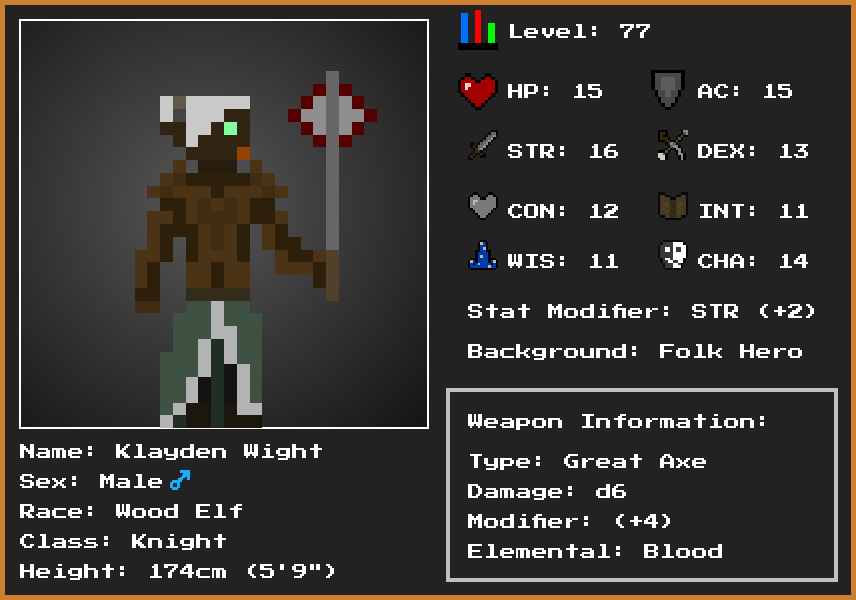 Level: 77
HP: 15 AC: 15
STR: 16 DEX: 13
CON: 12 INT: 11
WIS: 11 CHA: 14
Stat Modifier: STR (+2)
Background: Folk Hero
Weapon Information:
Type: Great Axe
Damage: d6
Modifier: (+4)
Elemental: Blood
Name: Klayden Wight
Sex: Male ♂
Race: Wood Elf
Class: Knight
Height: 174cm (5'9")